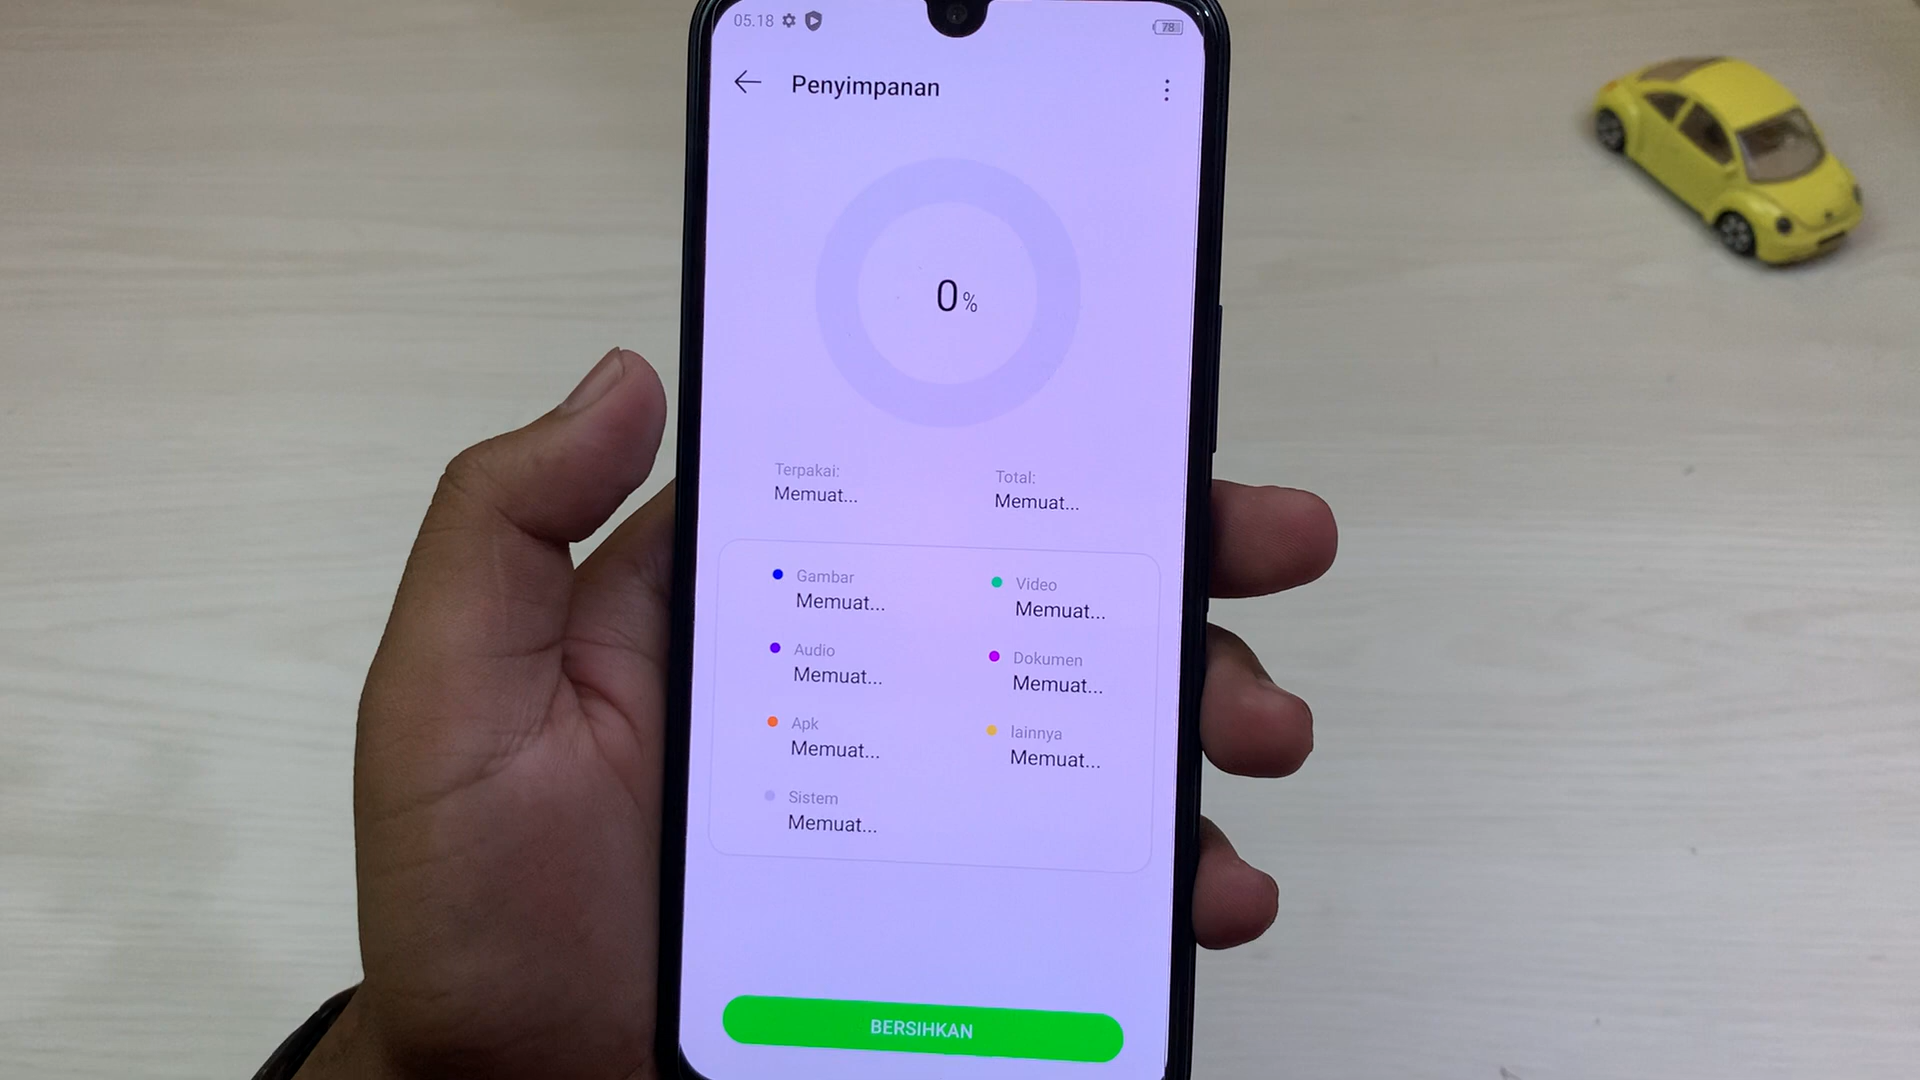 05.18
78
Penyimpanan
0 %
Terpakai:
Memuat...
Total:
Memuat...
Gambar
Memuat...
Video
Memuat...
Audio
Memuat...
Dokumen
Memuat...
Apk
Memuat...
lainnya
Memuat...
Sistem
Memuat...
BERSIHKAN